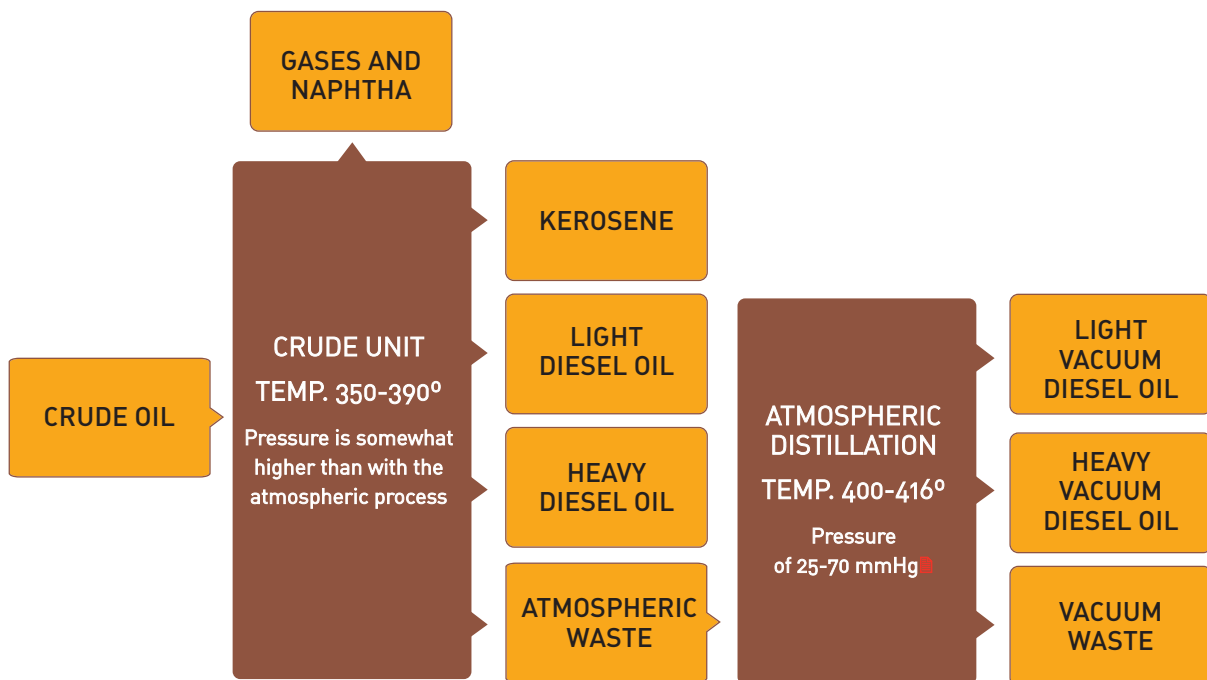 GASES AND
NAPHTHA
KEROSENE
LIGHT
DIESEL OIL
LIGHT
VACUUM
DIESEL OIL
CRUDE OIL
CRUDE UNIT
TEMP. 350-390º
Pressure is somewhat
higher than with the
atmospheric process
HEAVY
DIESEL OIL
ATMOSPHERIC
DISTILLATION
TEMP. 400-416º
Pressure
of 25-70 mmHg
HEAVY
VACUUM
DIESEL OIL
ATMOSPHERIC
WASTE
VACUUM
WASTE